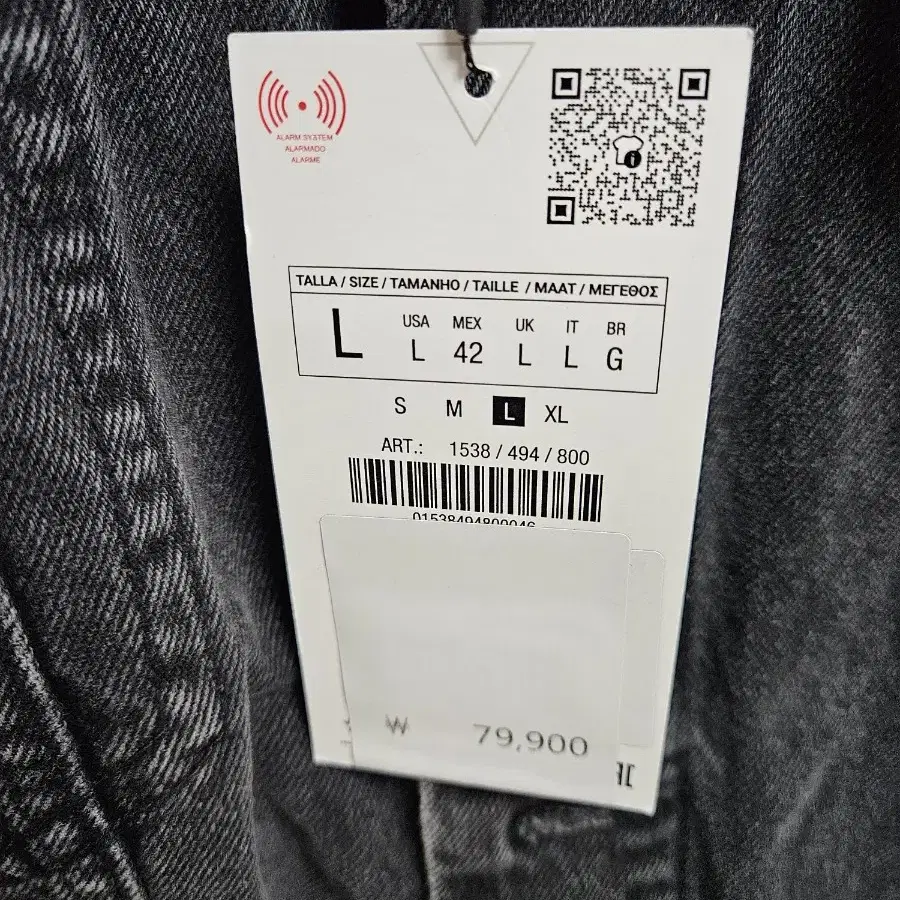 ALARM SYSTEM
ALARMADO
ALARME
TALLA / SIZE / TAMANHO / TAILLE / MAAT / ΜΕΓΕΘΟΣ
L
USA MEX UK IT BR
L 42 L L G
S M L XL
ART.: 1538 / 494 / 800
01538494800046
₩ 79,900